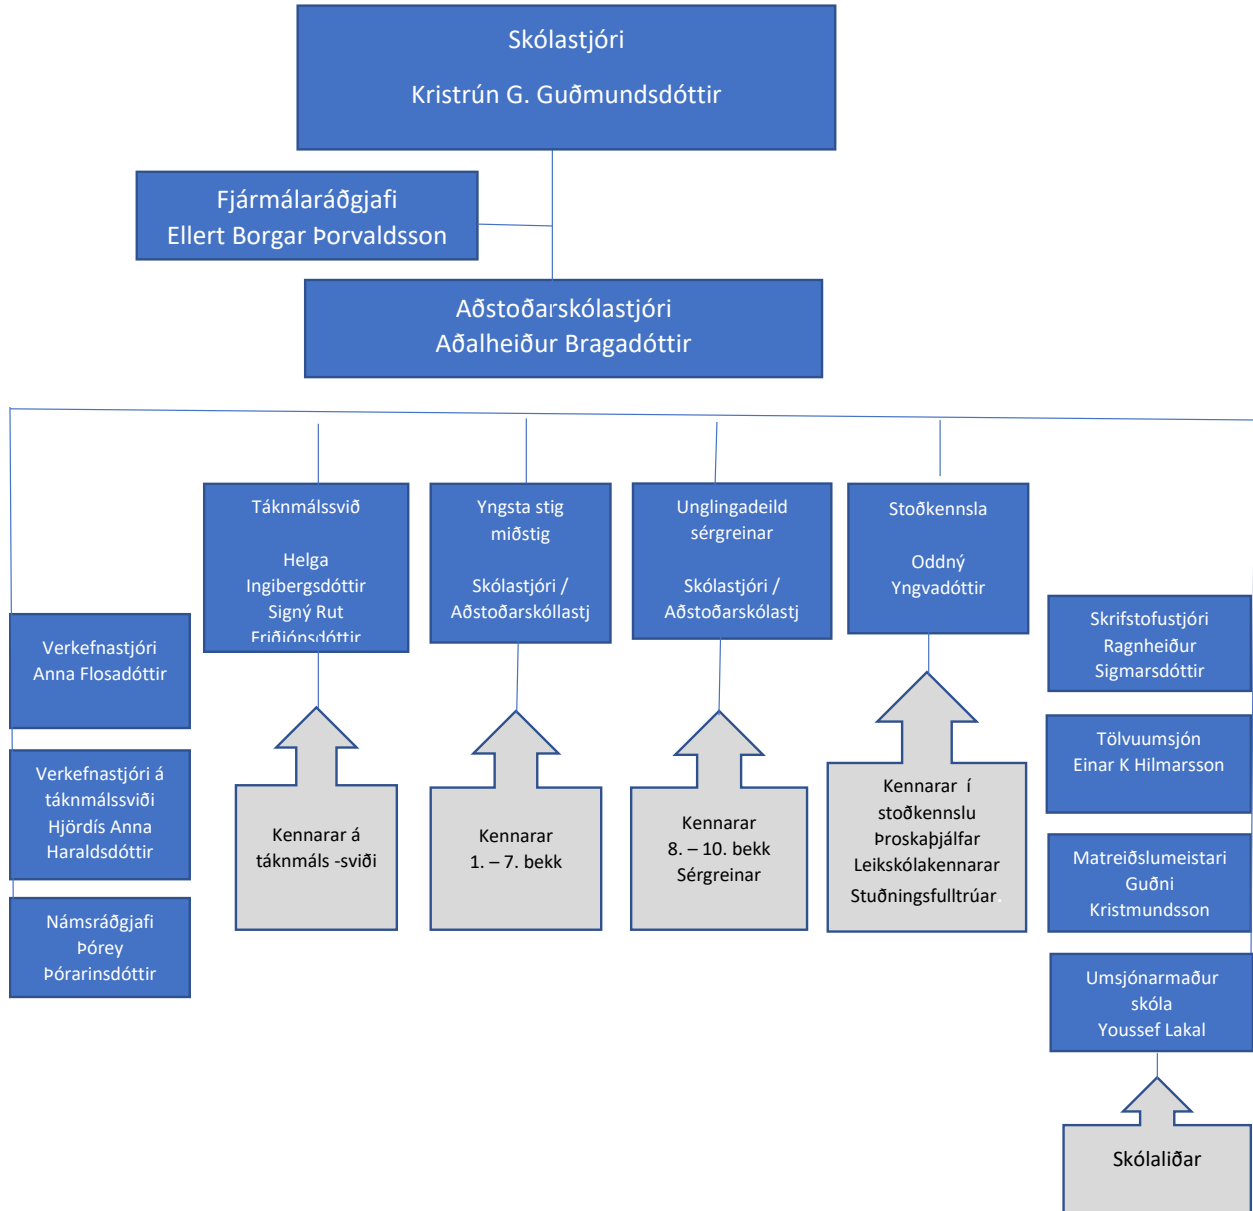 Skólastjóri
Kristrún G. Guðmundsdóttir
Fjármálaráðgjafi
Ellert Borgar Þorvaldsson
Aðstoðarskólastjóri
Aðalheiður Bragadóttir
Táknmálssvið
Helga
Ingibergsdóttir
Signý Rut
Friðjónsdóttir
Yngsta stig
miðstig
Skólastjóri /
Aðstoðarskóllastj
Unglingadeild
sérgreinar
Skólastjóri /
Aðstoðarskólastj
Stoðkennsla
Oddný
Yngvadóttir
Verkefnastjóri
Anna Flosadóttir
Verkefnastjóri á
táknmálssviði
Hjördís Anna
Haraldsdóttir
Námsráðgjafi
Þórey
Þórarinsdóttir
Kennarar á
táknmáls -sviði
Kennarar
1. – 7. bekk
Kennarar
8. – 10. bekk
Sérgreinar
Kennarar í
stoðkennslu
Þroskaþjálfar
Leikskólakennarar
Stuðningsfulltrúar.
Skrifstofustjóri
Ragnheiður
Sigmarsdóttir
Tölvuumsjón
Einar K Hilmarsson
Matreiðslumeistari
Guðni
Kristmundsson
Umsjónarmaður
skóla
Youssef Lakal
Skólaliðar